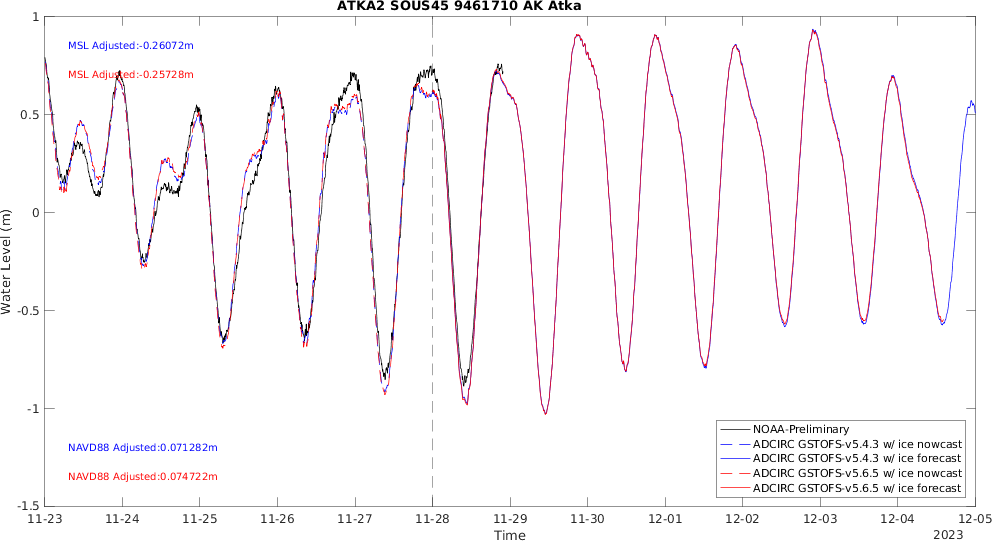 ATKA2 SOUS45 9461710 AK Atka
MSL Adjusted:-0.26072m
MSL Adjusted:-0.25728m
NAVD88 Adjusted:0.071282m
NAVD88 Adjusted:0.074722m
Water Level (m)
1
0.5
0
-0.5
-1
-1.5
NOAA-Preliminary
ADCIRC GSTOFS-v5.4.3 w/ ice nowcast
ADCIRC GSTOFS-v5.4.3 w/ ice forecast
ADCIRC GSTOFS-v5.6.5 w/ ice nowcast
ADCIRC GSTOFS-v5.6.5 w/ ice forecast
11-23 11-24 11-25 11-26 11-27 11-28 11-29 11-30 12-01 12-02 12-03 12-04 12-05
Time
2023